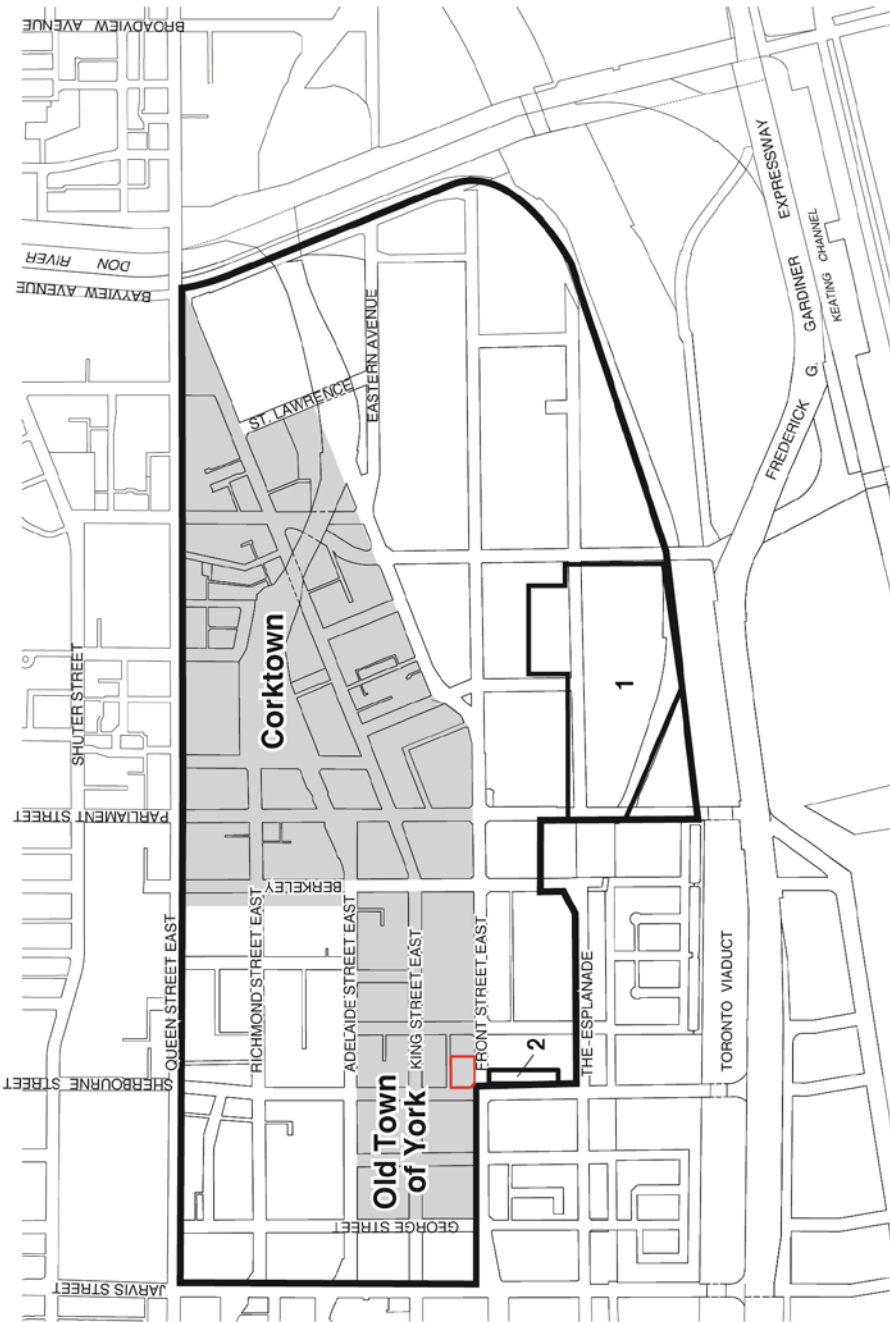 BROADVIEW AVENUE
DON RIVER
BAYVIEW AVENUE
ST. LAWRENCE
EASTERN AVENUE
FREDERICK G. GARDINER EXPRESSWAY
KEATING CHANNEL
SHUTER STREET
Corktown
1
PARLIAMENT STREET
BERKELEY
QUEEN STREET EAST
RICHMOND STREET EAST
ADELAIDE STREET EAST
KING STREET EAST
FRONT STREET EAST
THE ESPLANADE
TORONTO VIADUCT
2
SHERBOURNE STREET
Old Town
of York
GEORGE STREET
JARVIS STREET